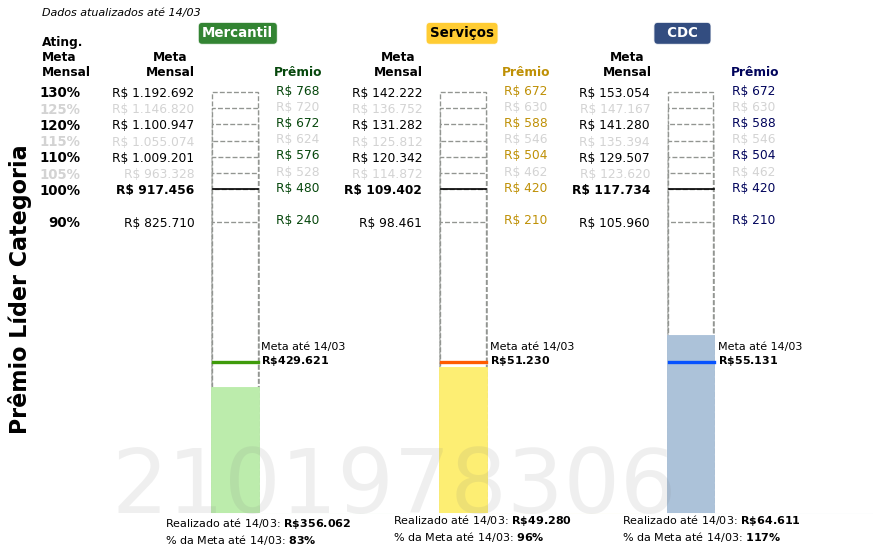 Dados atualizados até 14/03
Mercantil Serviços CDC
Ating.
Meta Meta Meta Meta
Mensal Mensal Prêmio Mensal Prêmio Mensal Prêmio
130% R$ 1.192.692 R$ 768 R$ 142.222 R$ 672 R$ 153.054 R$ 672
125% R$ 1.146.820 R$ 720 R$ 136.752 R$ 630 R$ 147.167 R$ 630
120% R$ 1.100.947 R$ 672 R$ 131.282 R$ 588 R$ 141.280 R$ 588
115% R$ 1.055.074 R$ 624 R$ 125.812 R$ 546 R$ 135.394 R$ 546
110% R$ 1.009.201 R$ 576 R$ 120.342 R$ 504 R$ 129.507 R$ 504
105% R$ 963.328 R$ 528 R$ 114.872 R$ 462 R$ 123.620 R$ 462
100% R$ 917.456 R$ 480 R$ 109.402 R$ 420 R$ 117.734 R$ 420
90% R$ 825.710 R$ 240 R$ 98.461 R$ 210 R$ 105.960 R$ 210
Prêmio Líder Categoria
Meta até 14/03 Meta até 14/03 Meta até 14/03
R$429.621 R$51.230 R$55.131
2101978306
Realizado até 14/03: R$356.062 Realizado até 14/03: R$49.280 Realizado até 14/03: R$64.611
% da Meta até 14/03: 83% % da Meta até 14/03: 96% % da Meta até 14/03: 117%